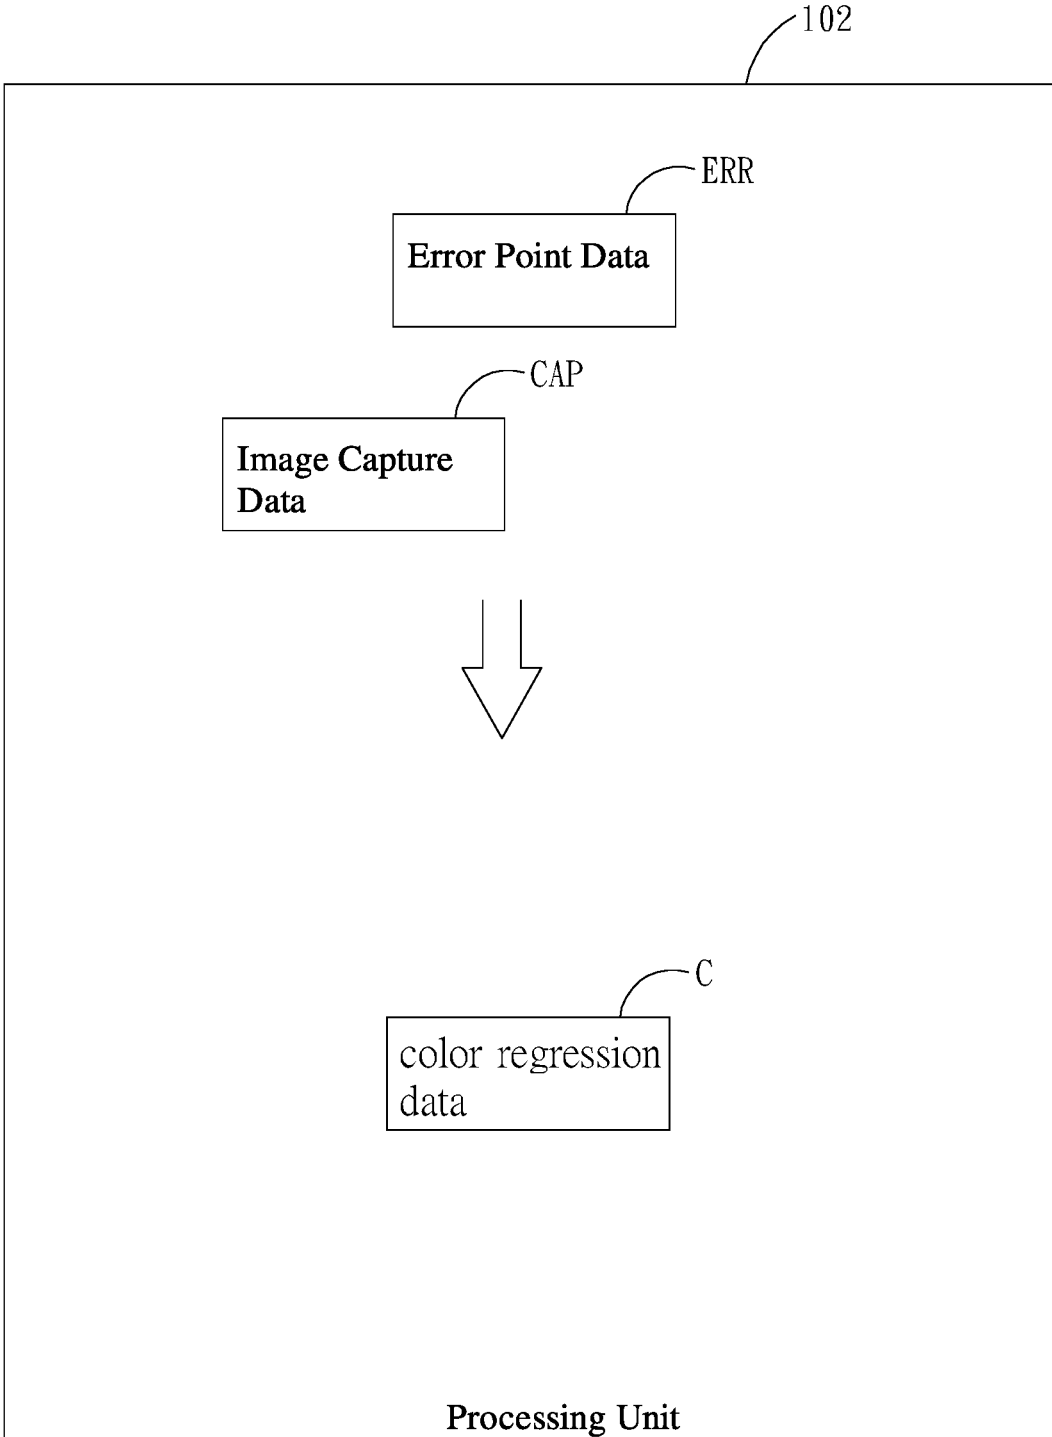 102
ERR
Error Point Data
CAP
Image Capture
Data
C
color regression
data
Processing Unit